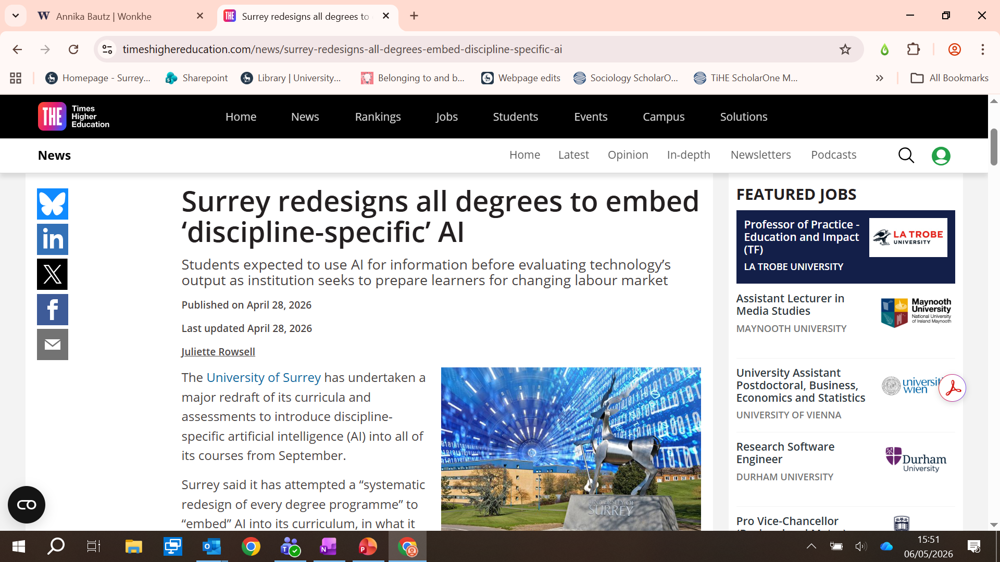 Annika Bautz | Wonkhe
Surrey redesigns all degrees to
timeshighereducation.com/news/surrey-redesigns-all-degrees-embed-discipline-specific-ai
Homepage - Surrey...
Sharepoint
Library | University...
Belonging to and b...
Webpage edits
Sociology ScholarO...
TiHE ScholarOne M...
All Bookmarks
THE Times
Higher
Education
Home
News
Rankings
Jobs
Students
Events
Campus
Solutions
News
Home
Latest
Opinion
In-depth
Newsletters
Podcasts
Surrey redesigns all degrees to embed
‘discipline-specific’ AI
Students expected to use AI for information before evaluating technology’s
output as institution seeks to prepare learners for changing labour market
Published on April 28, 2026
Last updated April 28, 2026
Juliette Rowsell
The University of Surrey has undertaken a
major redraft of its curricula and
assessments to introduce discipline-
specific artificial intelligence (AI) into all of
its courses from September.
Surrey said it has attempted a “systematic
redesign of every degree programme” to
“embed” AI into its curriculum, in what it
UNIVERSITY OF
SURREY
FEATURED JOBS
Professor of Practice -
Education and Impact
(TF)
LA TROBE UNIVERSITY
LA TROBE
UNIVERSITY
Assistant Lecturer in
Media Studies
MAYNOOTH UNIVERSITY
Maynooth
University
National University
of Ireland Maynooth
University Assistant
Postdoctoral, Business,
Economics and Statistics
UNIVERSITY OF VIENNA
wien
Research Software
Engineer
DURHAM UNIVERSITY
Durham
University
Pro Vice-Chancellor
15:51
06/05/2026